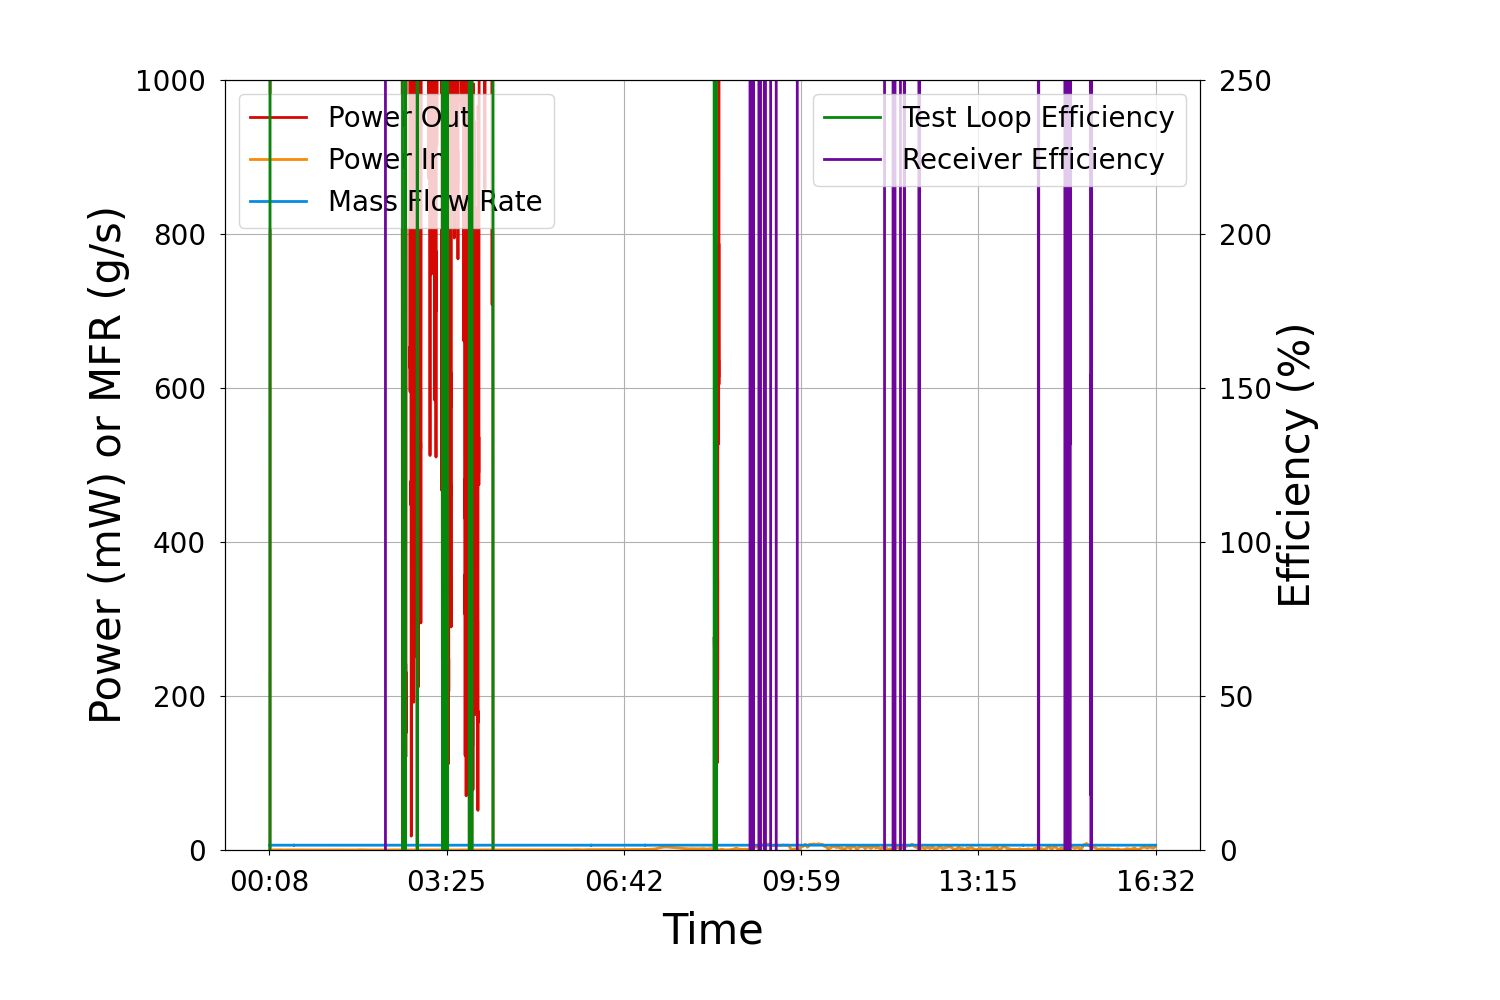 1000
800
600
400
200
0
Power (mW) or MFR (g/s)
Power Out
Power In
Mass Flow Rate
Test Loop Efficiency
Receiver Efficiency
250
200
150
100
50
0
Efficiency (%)
00:08 03:25 06:42 09:59 13:15 16:32
Time